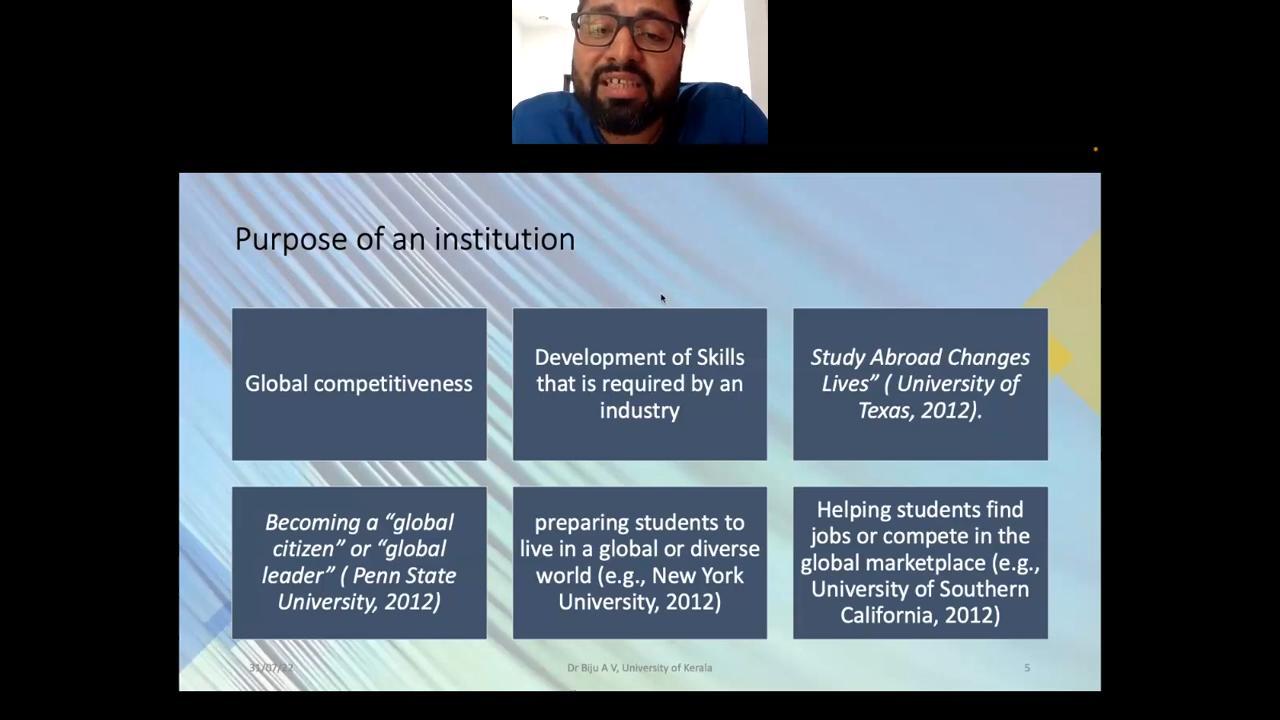 Purpose of an institution
Global competitiveness
Development of Skills
that is required by an
industry
Study Abroad Changes
Lives” ( University of
Texas, 2012).
Becoming a “global
citizen” or “global
leader” ( Penn State
University, 2012)
preparing students to
live in a global or diverse
world (e.g., New York
University, 2012)
Helping students find
jobs or compete in the
global marketplace (e.g.,
University of Southern
California, 2012)
31/07/22
Dr Biju A V, University of Kerala
5